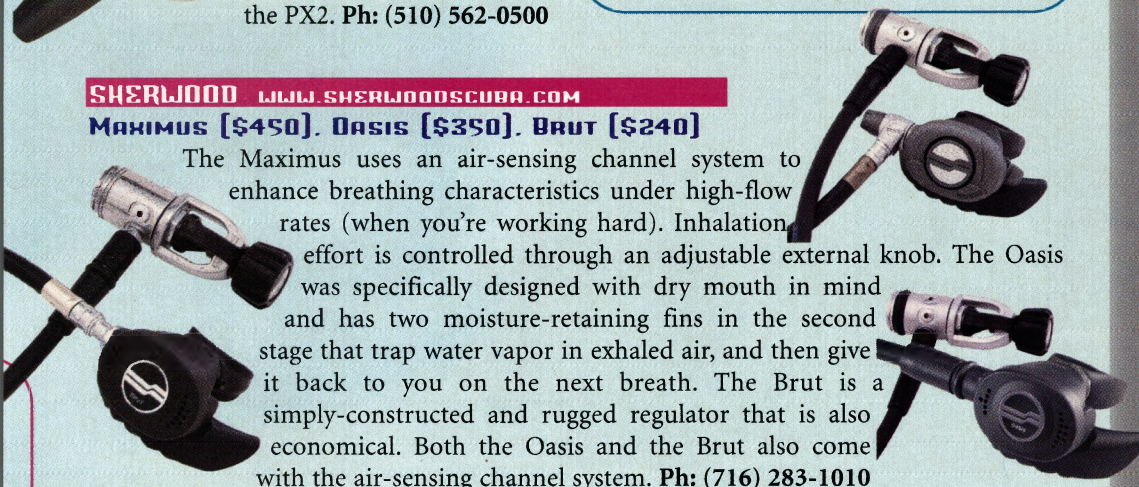 the PX2. Ph: (510) 562-0500
SHERWOOD WWW.SHERWOODSCUBA.COM
MAXIMUS [$450], OASIS [$350], BRUT [$240]
The Maximus uses an air-sensing channel system to
enhance breathing characteristics under high-flow
rates (when you're working hard). Inhalation
effort is controlled through an adjustable external knob. The Oasis
was specifically designed with dry mouth in mind
and has two moisture-retaining fins in the second
stage that trap water vapor in exhaled air, and then give
it back to you on the next breath. The Brut is a
simply-constructed and rugged regulator that is also
economical. Both the Oasis and the Brut also come
with the air-sensing channel system. Ph: (716) 283-1010